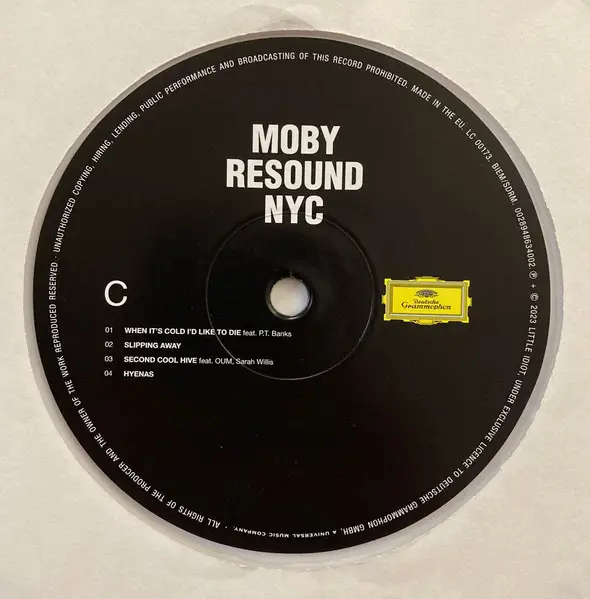 MOBY
RESOUND
NYC
C
01 WHEN IT'S COLD I'D LIKE TO DIE feat. P.T. Banks
02 SLIPPING AWAY
03 SECOND COOL HIVE feat. OUM, Sarah Willis
04 HYENAS
Deutsche
Grammophon
ALL RIGHTS OF THE PRODUCER AND THE OWNER OF THE WORK REPRODUCED RESERVED · UNAUTHORIZED COPYING, HIRING, LENDING, PUBLIC PERFORMANCE AND BROADCASTING OF THIS RECORD PROHIBITED. MADE IN THE EU. LC 00173. BIEM/SDRM. 0028948634002 ℗ + © 2023 LITTLE IDIOT, UNDER EXCLUSIVE LICENCE TO DEUTSCHE GRAMMOPHON GMBH, A UNIVERSAL MUSIC COMPANY. ·